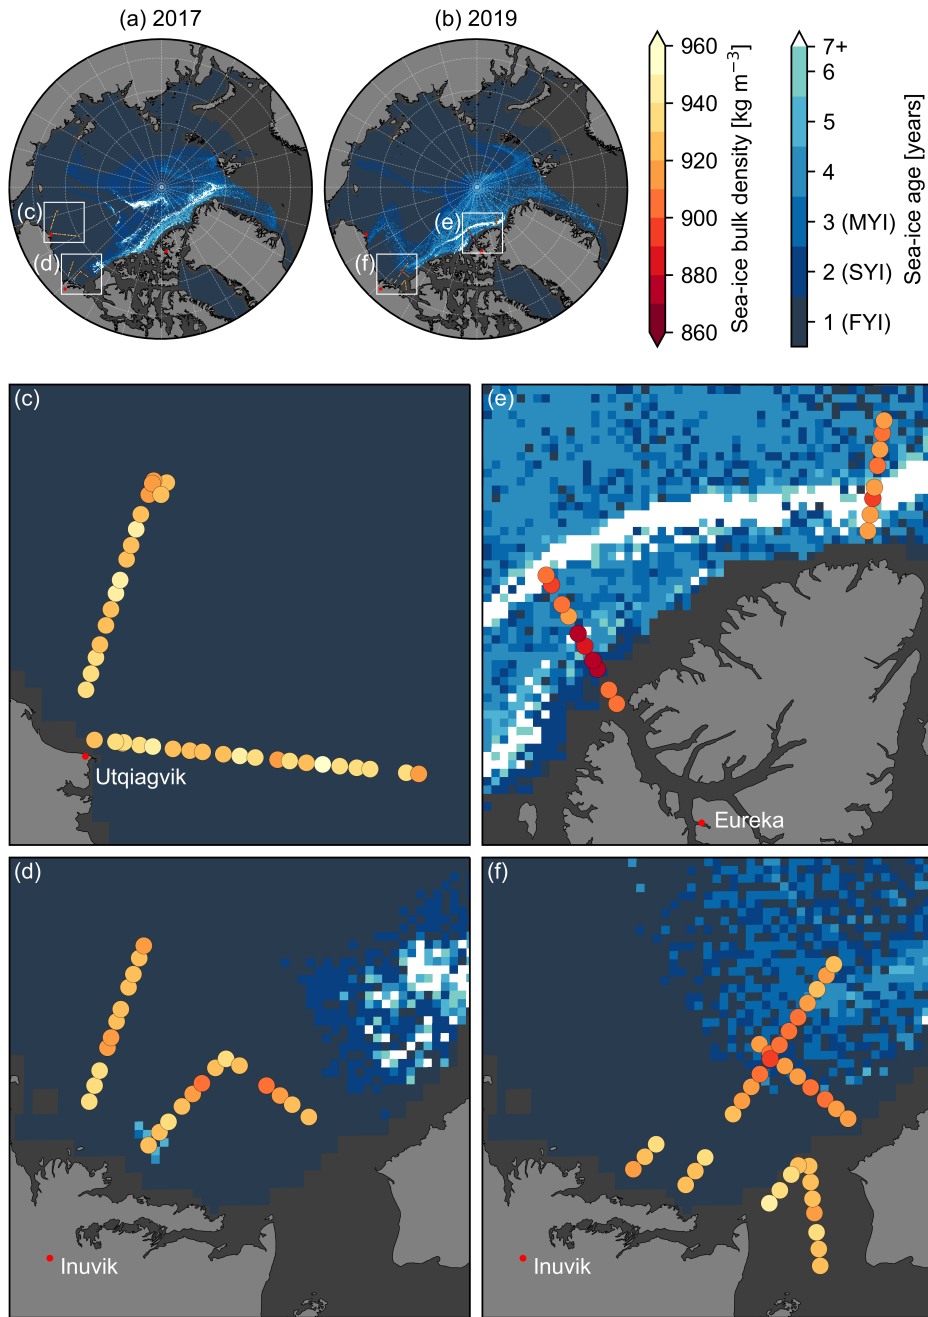 (a) 2017
(b) 2019
(c)
(d)
(e)
(f)
960
940
920
900
880
860
Sea-ice bulk density [kg m⁻³]
7+
6
5
4
3 (MYI)
2 (SYI)
1 (FYI)
Sea-ice age [years]
(c)
Utqiagvik
(e)
Eureka
(d)
Inuvik
(f)
Inuvik